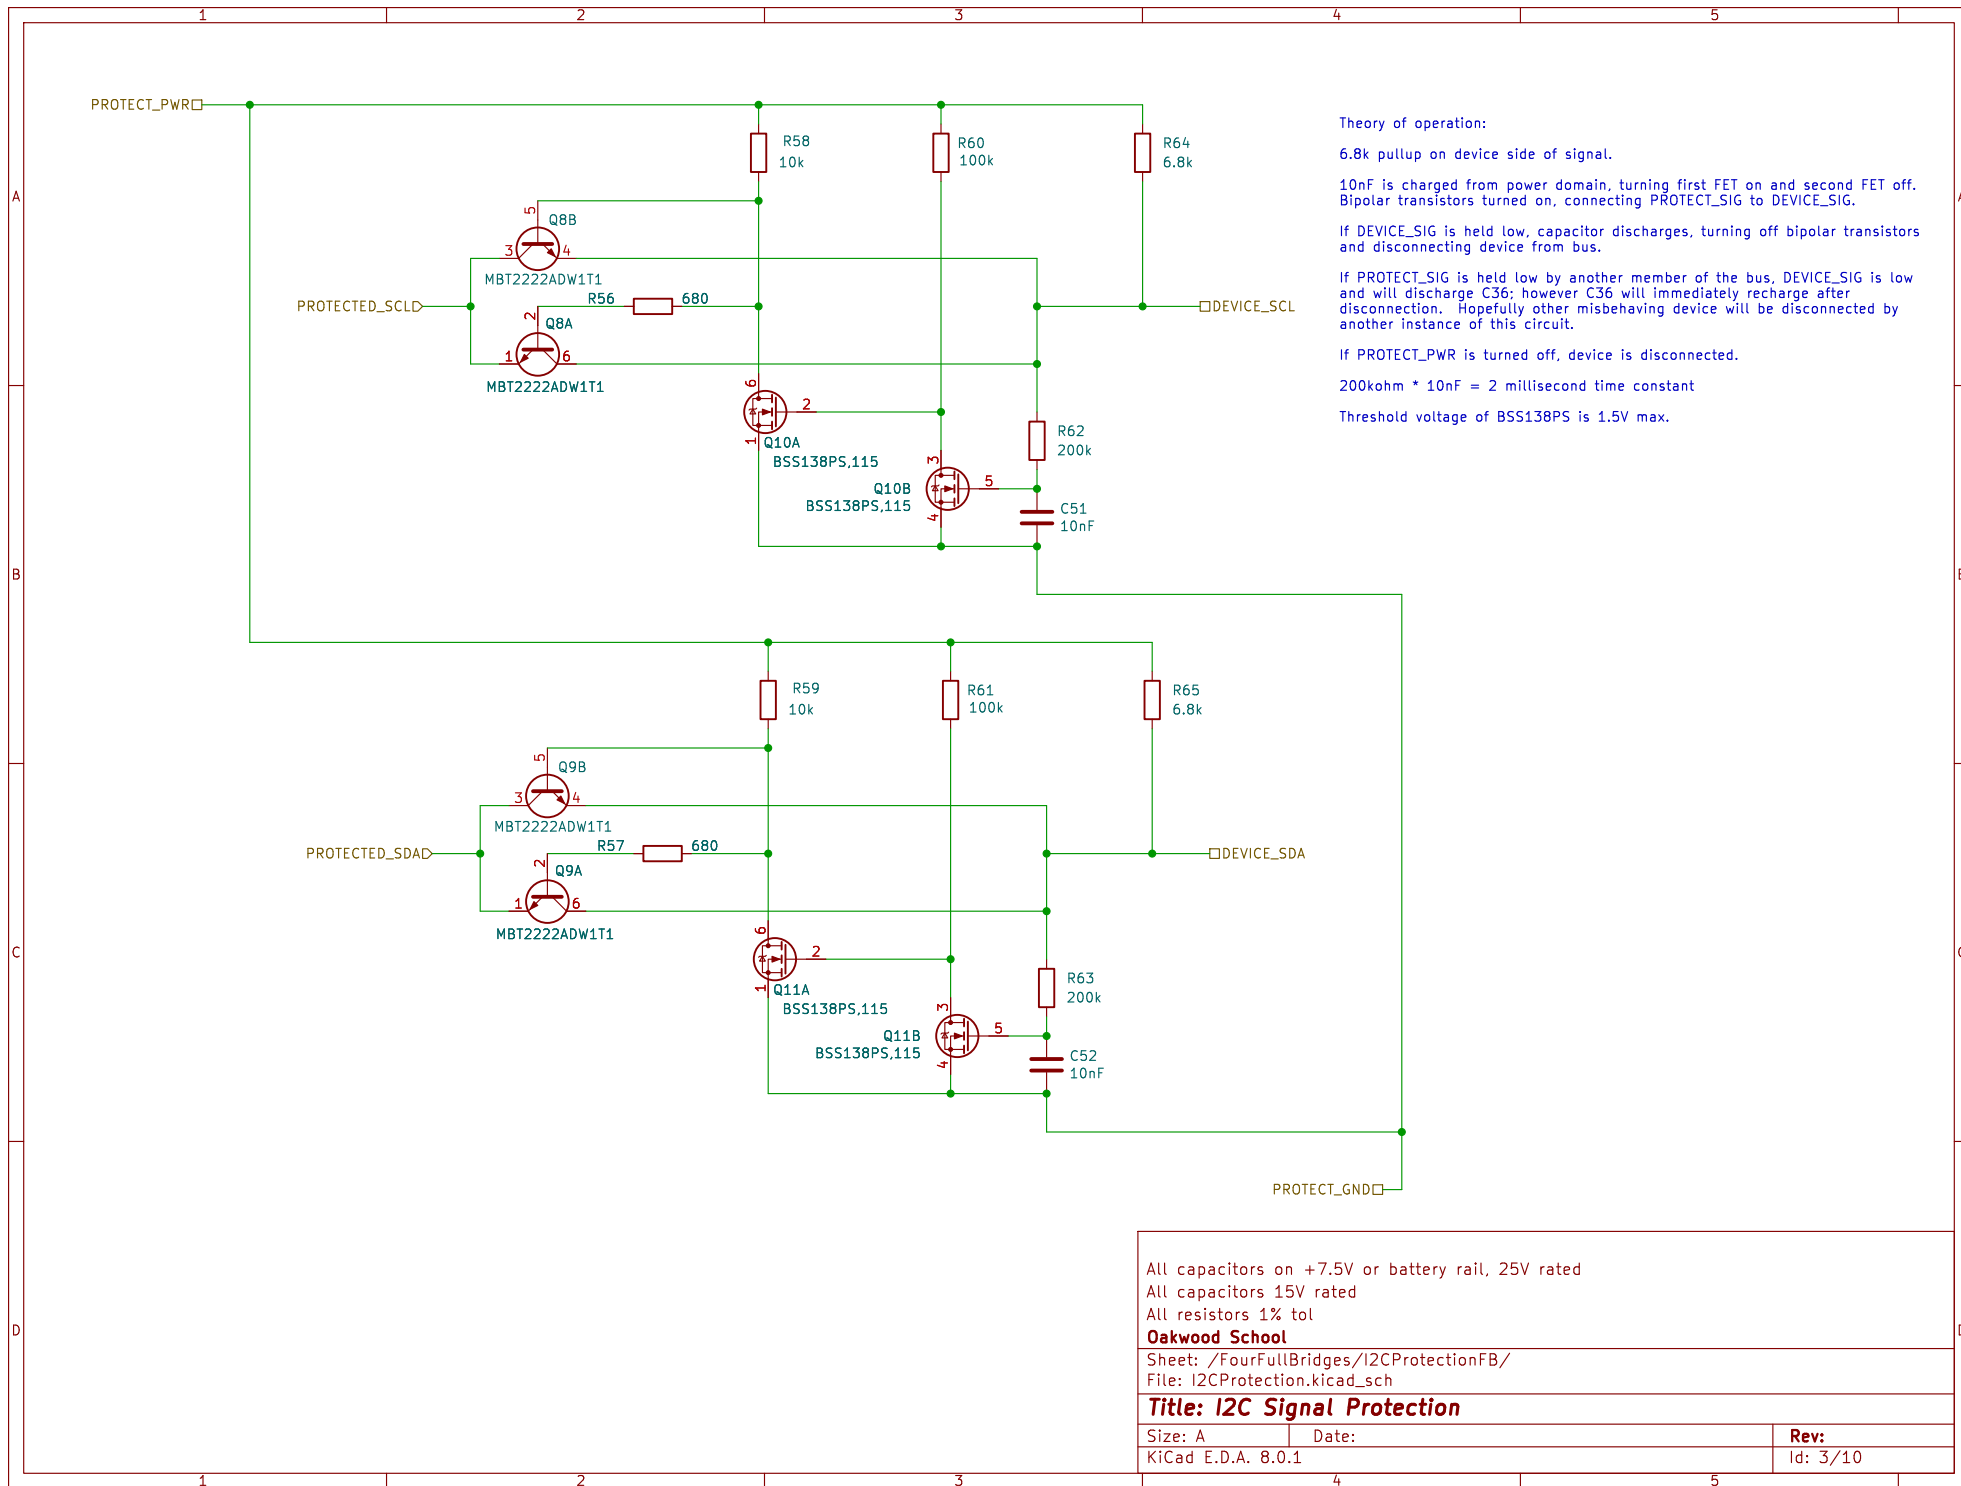 1 2 3 4 5
PROTECT_PWR
R58
10k
R60
100k
R64
6.8k
Theory of operation:
6.8k pullup on device side of signal.
10nF is charged from power domain, turning first FET on and second FET off.
Bipolar transistors turned on, connecting PROTECT_SIG to DEVICE_SIG.
If DEVICE_SIG is held low, capacitor discharges, turning off bipolar transistors
and disconnecting device from bus.
If PROTECT_SIG is held low by another member of the bus, DEVICE_SIG is low
and will discharge C36; however C36 will immediately recharge after
disconnection.  Hopefully other misbehaving device will be disconnected by
another instance of this circuit.
If PROTECT_PWR is turned off, device is disconnected.
200kohm * 10nF = 2 millisecond time constant
Threshold voltage of BSS138PS is 1.5V max.
A
5
Q8B
3
4
MBT2222ADW1T1
PROTECTED_SCL
R56
680
DEVICE_SCL
2
Q8A
1
6
MBT2222ADW1T1
6
2
1
Q10A
BSS138PS,115
R62
200k
3
Q10B
5
BSS138PS,115
4
C51
10nF
B
R59
10k
R61
100k
R65
6.8k
5
Q9B
3
4
MBT2222ADW1T1
PROTECTED_SDA
R57
680
DEVICE_SDA
2
Q9A
1
6
MBT2222ADW1T1
6
2
1
Q11A
BSS138PS,115
C
R63
200k
3
Q11B
5
BSS138PS,115
4
C52
10nF
PROTECT_GND
D
All capacitors on +7.5V or battery rail, 25V rated
All capacitors 15V rated
All resistors 1% tol
Oakwood School
Sheet: /FourFullBridges/I2CProtectionFB/
File: I2CProtection.kicad_sch
Title: I2C Signal Protection
Size: A
Date:
Rev:
KiCad E.D.A. 8.0.1
Id: 3/10
1 2 3 4 5